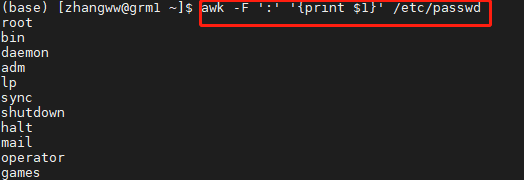 (base) [zhangww@grm1 ~]$ awk -F ':' '{print $1}' /etc/passwd
root
bin
daemon
adm
lp
sync
shutdown
halt
mail
operator
games